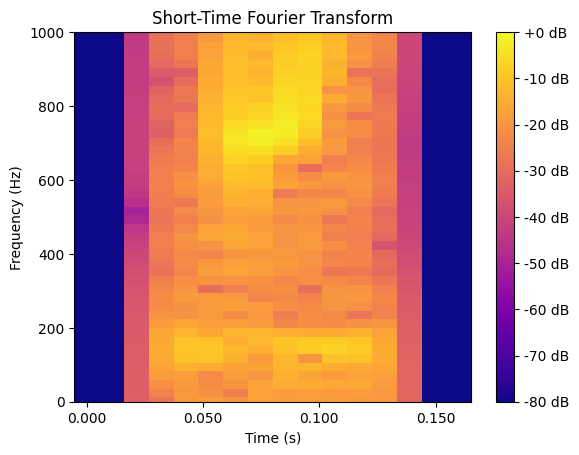 Short-Time Fourier Transform
1000
800
600
400
200
0
Frequency (Hz)
0.000
0.050
0.100
0.150
Time (s)
+0 dB
-10 dB
-20 dB
-30 dB
-40 dB
-50 dB
-60 dB
-70 dB
-80 dB